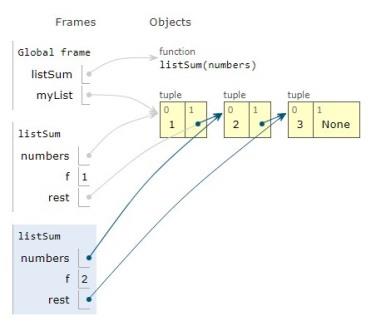 Frames Objects
Global frame
listSum
myList
function
listSum(numbers)
tuple tuple tuple
0 1 0 1 0 1
1 2 3 None
listSum
numbers
f 1
rest
listSum
numbers
f 2
rest